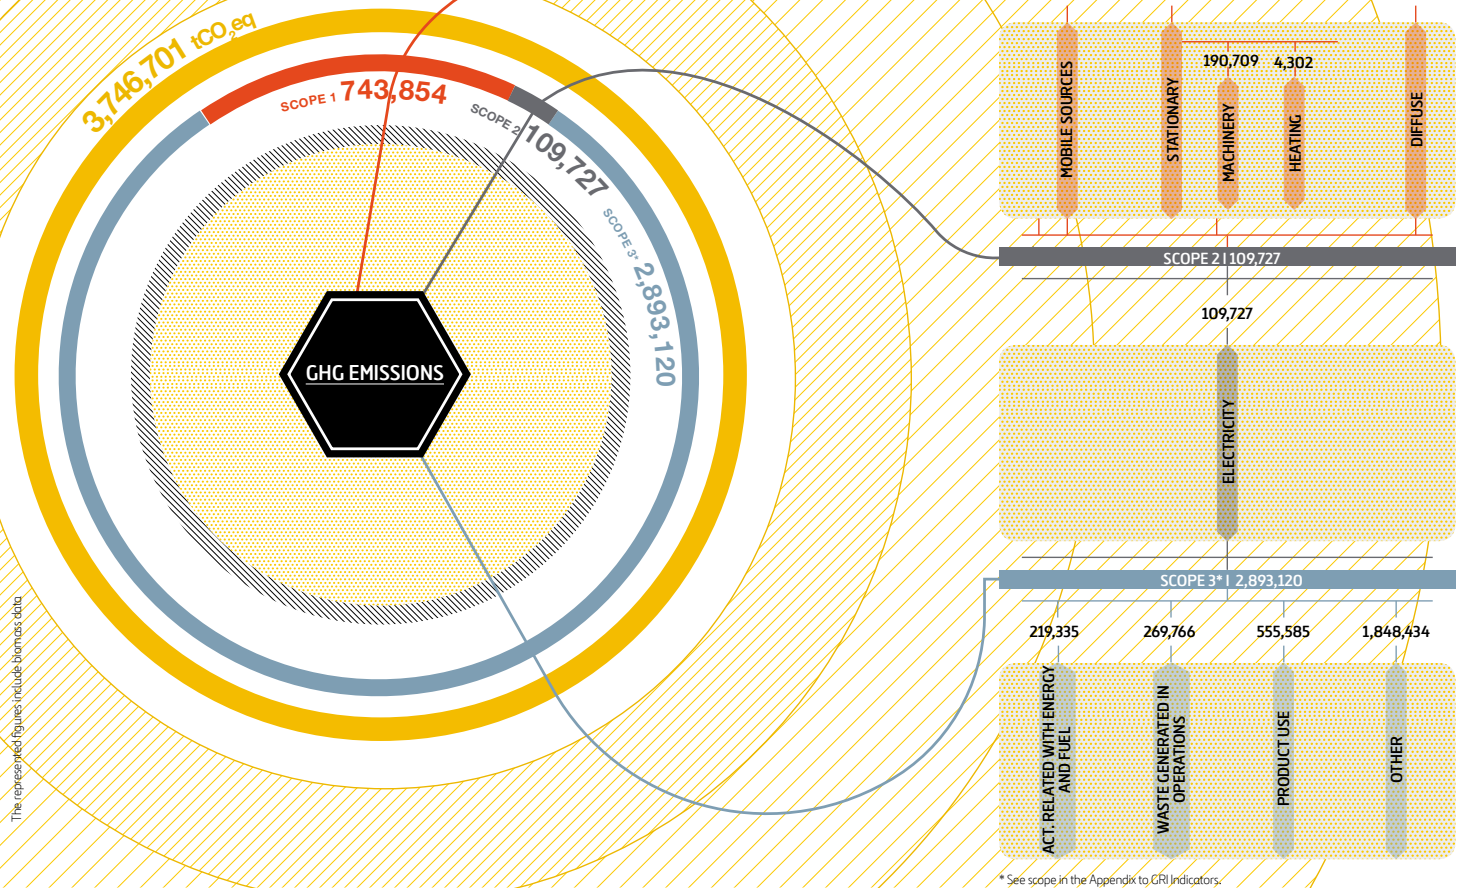 3,746,701 tCO2eq
SCOPE 1 743,854
SCOPE 2 109,727
SCOPE 3* 2,893,120
GHG EMISSIONS
The represented figures include biomass data
190,709 4,302
MOBILE SOURCES
STATIONARY
MACHINERY
HEATING
DIFFUSE
SCOPE 2 | 109,727
109,727
ELECTRICITY
SCOPE 3* | 2,893,120
219,335 269,766 555,585 1,848,434
ACT. RELATED WITH ENERGY
AND FUEL
WASTE GENERATED IN
OPERATIONS
PRODUCT USE
OTHER
* See scope in the Appendix to GRI Indicators.